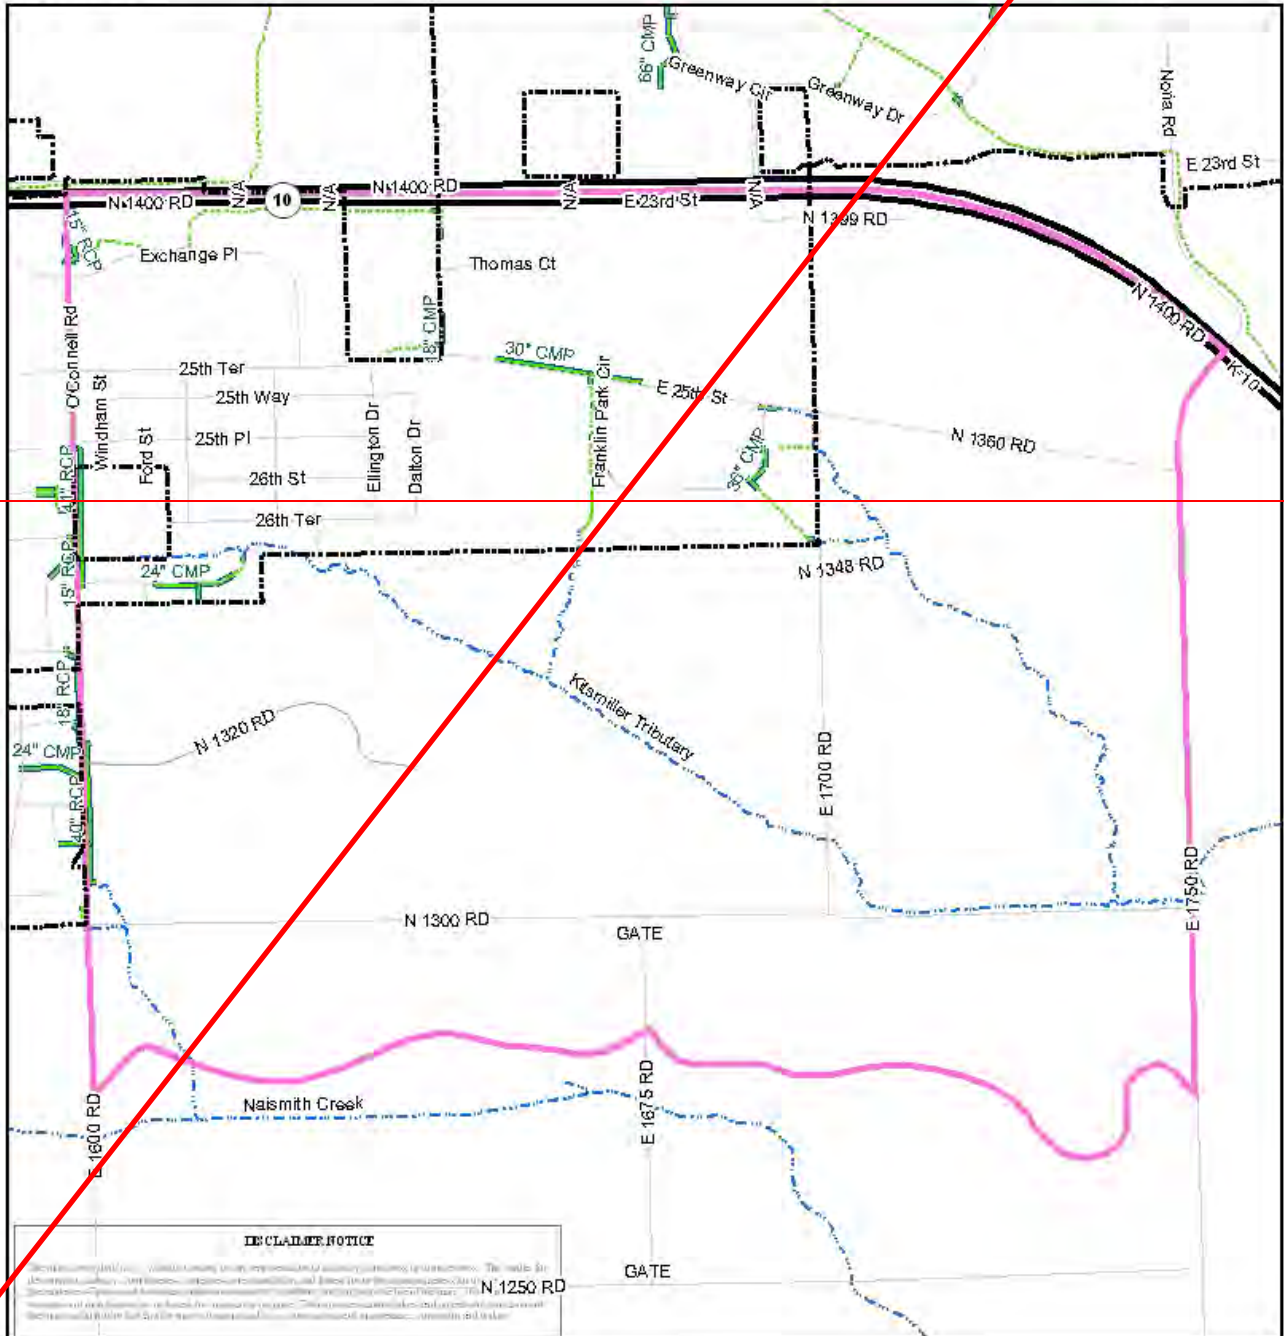 66" CMP
Greenway Cir
Greenway Dr
Noria Rd
E 23rd St
N 1400 RD
N/A
10
N/A
N 1400 RD
N/A
E 23rd St
N/A
N 1399 RD
15" RCP
Exchange Pl
Thomas Ct
N 1400 RD
K-10
O'Connell Rd
8" CMP
30" CMP
25th Ter
Windham St
25th Way
Ellington Dr
Dalton Dr
Franklin Park Cir
E 25th St
N 1360 RD
Ford St
25th Pl
41" RCP
26th St
36" CMP
26th Ter
15" RCP
24" CMP
N 1348 RD
18" RCP
Kitsmiller Tributary
N 1320 RD
24" CMP
40" RCP
E 1700 RD
E 1750 RD
N 1300 RD
GATE
Naismith Creek
E 1600 RD
E 1675 RD
DISCLAIMER NOTICE
N 1250 RD
GATE